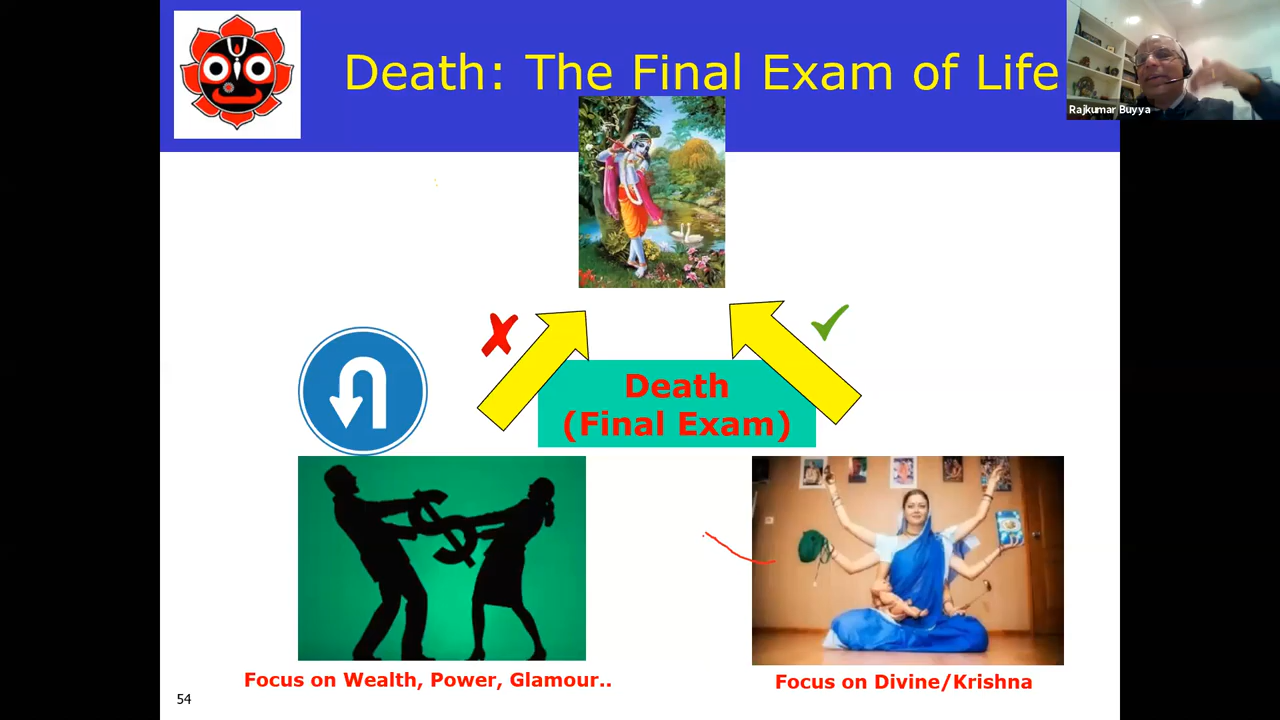 Death: The Final Exam of Life
Rajkumar Buyya
Death
(Final Exam)
Focus on Wealth, Power, Glamour..
Focus on Divine/Krishna
54